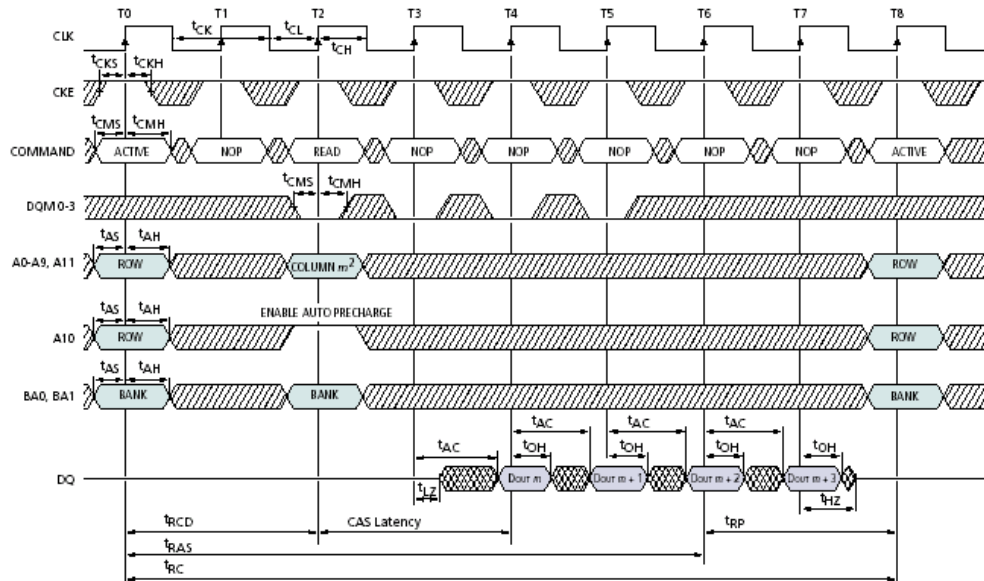 T0 T1 T2 T3 T4 T5 T6 T7 T8
CLK
tCK tCL
tCH
tCKS tCKH
CKE
tCMS tCMH
COMMAND ACTIVE NOP READ NOP NOP NOP NOP NOP ACTIVE
tCMS tCMH
DQM 0-3
tAS tAH
A0-A9, A11 ROW COLUMN m2 ROW
tAS tAH
ENABLE AUTO PRECHARGE
A10 ROW ROW
tAS tAH
BA0, BA1 BANK BANK BANK
tAC tAC tAC
tAC tOH tOH tOH tOH
DQ DOUT m DOUT m + 1 DOUT m + 2 DOUT m + 3
tLZ tHZ
tRCD CAS Latency tRP
tRAS
tRC